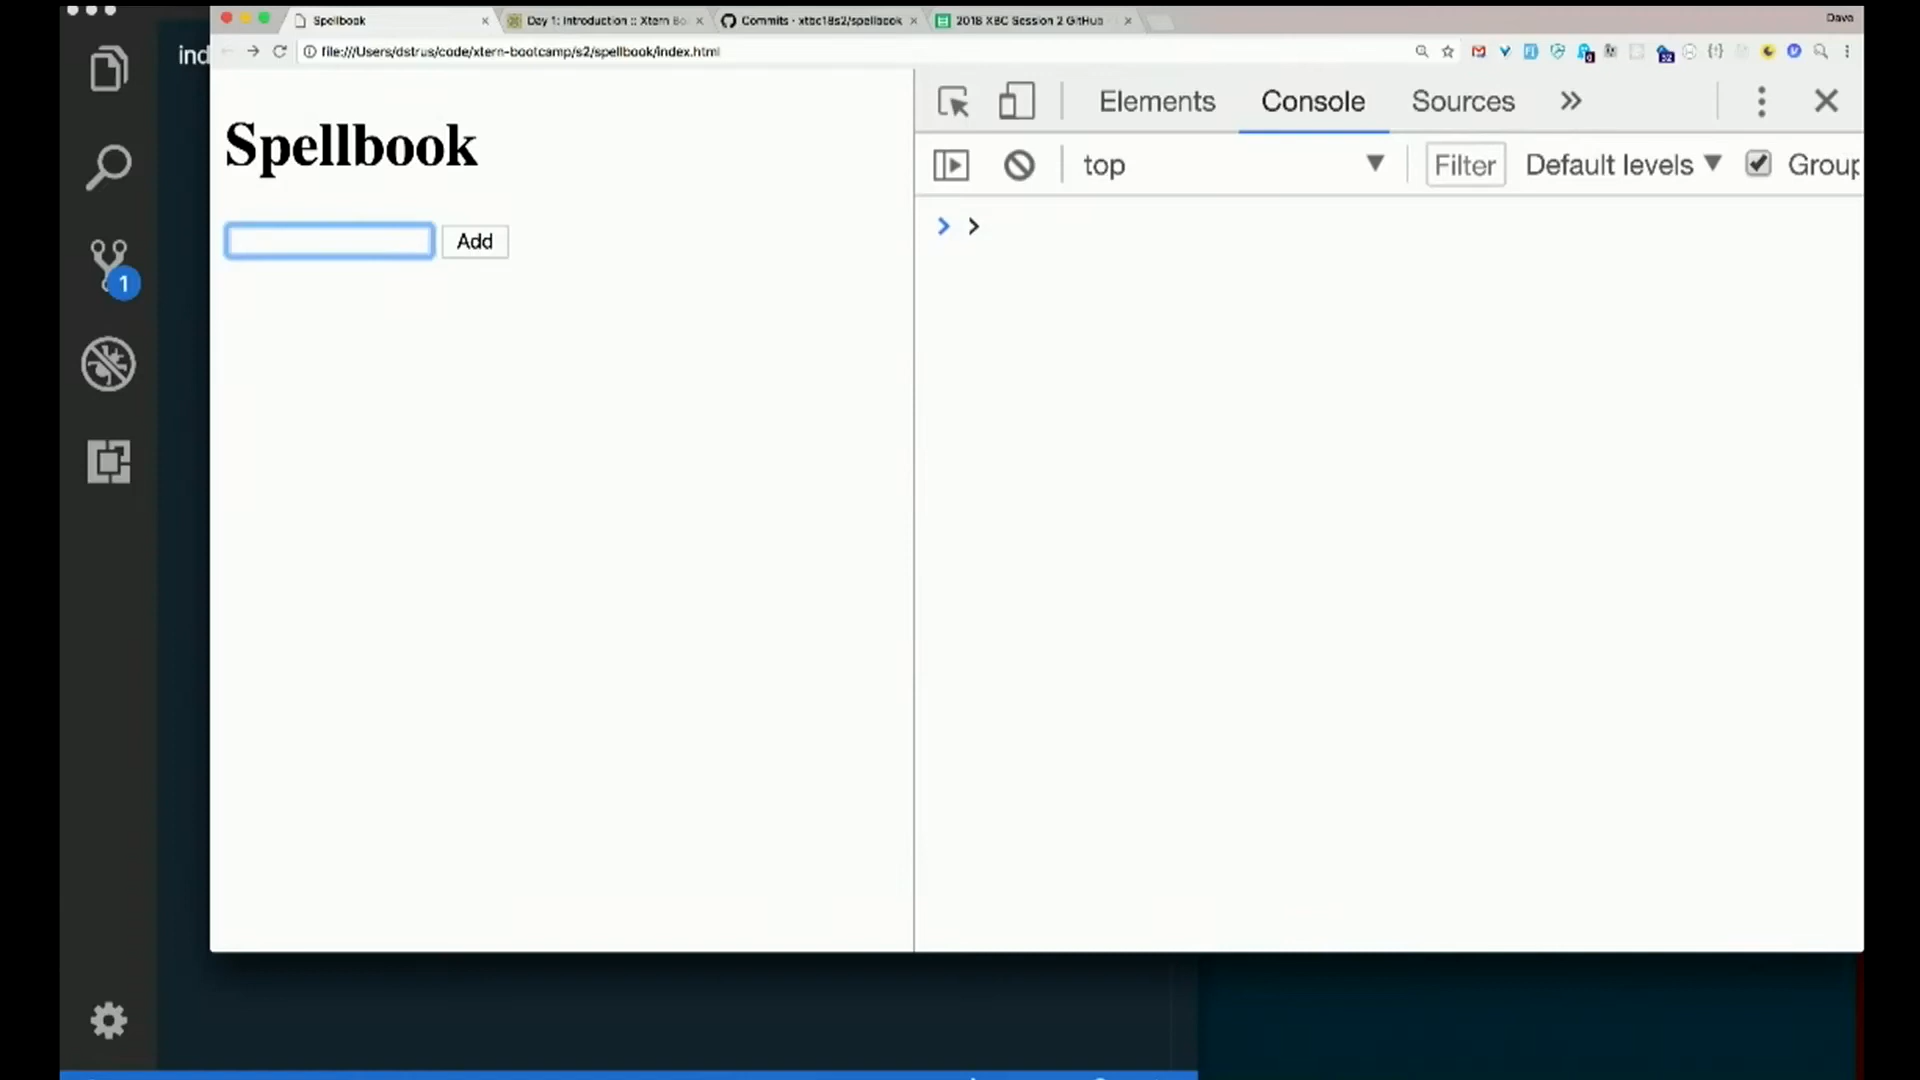 Spellbook
Day 1: Introduction :: Xtern Bo
Commits · xtbc18s2/spellbook
2018 XBC Session 2 GitHub
Dave
ind
file:///Users/dstrus/code/xtern-bootcamp/s2/spellbook/index.html
Elements
Console
Sources
top
Filter
Default levels
Group
Spellbook
Add
1